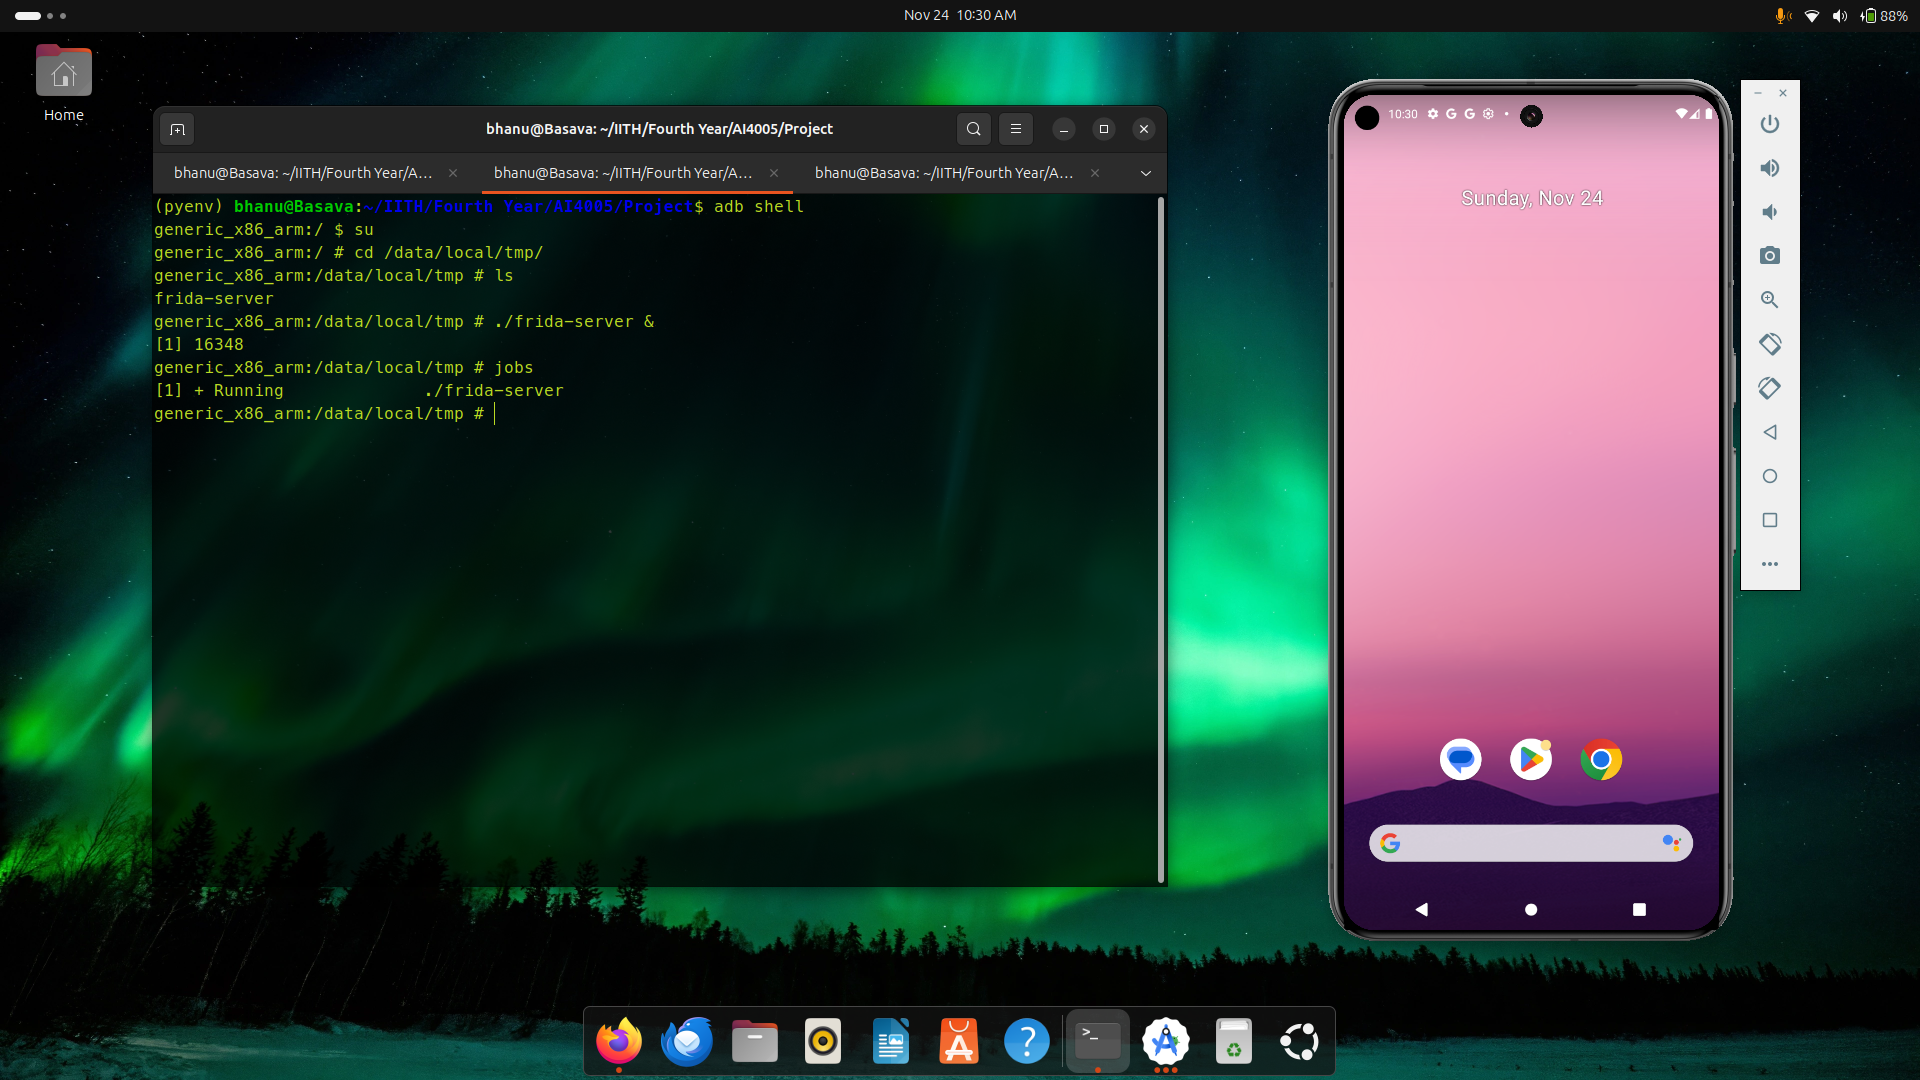 Nov 24 10:30 AM
88%
Home
bhanu@Basava: ~/IITH/Fourth Year/AI4005/Project
bhanu@Basava: ~/IITH/Fourth Year/A...
bhanu@Basava: ~/IITH/Fourth Year/A...
bhanu@Basava: ~/IITH/Fourth Year/A...
(pyenv) bhanu@Basava:~/IITH/Fourth Year/AI4005/Project$ adb shell
generic_x86_arm:/ $ su
generic_x86_arm:/ # cd /data/local/tmp/
generic_x86_arm:/data/local/tmp # ls
frida-server
generic_x86_arm:/data/local/tmp # ./frida-server &
[1] 16348
generic_x86_arm:/data/local/tmp # jobs
[1] + Running ./frida-server
generic_x86_arm:/data/local/tmp #
10:30
Sunday, Nov 24